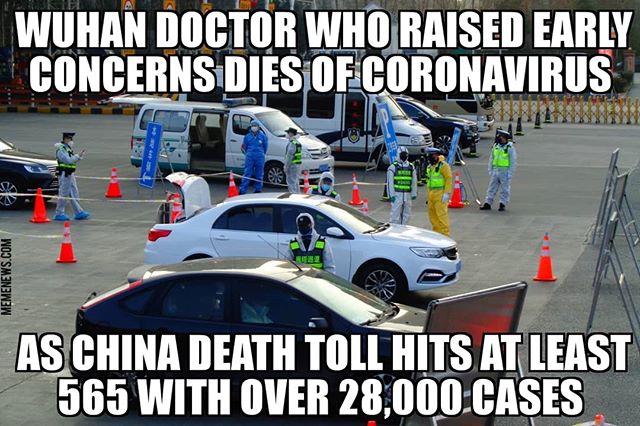 WUHAN DOCTOR WHO RAISED EARLY
CONCERNS DIES OF CORONAVIRUS
MEMENEWS.COM
AS CHINA DEATH TOLL HITS AT LEAST
565 WITH OVER 28,000 CASES